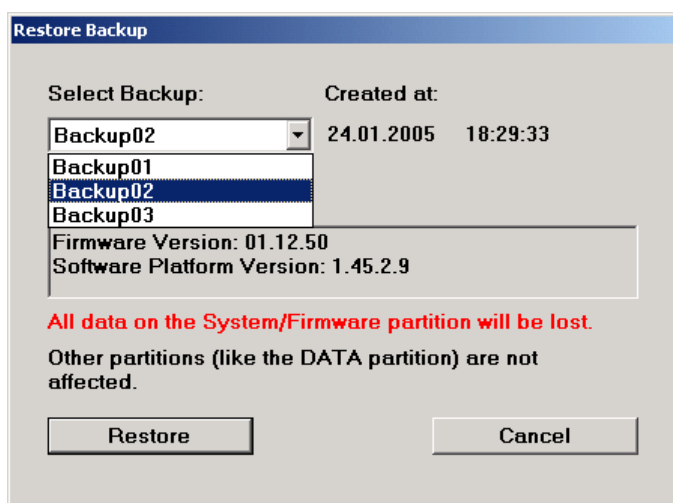 Restore Backup
Select Backup:
Created at:
Backup02
24.01.2005 18:29:33
Backup01
Backup02
Backup03
Firmware Version: 01.12.50
Software Platform Version: 1.45.2.9
All data on the System/Firmware partition will be lost.
Other partitions (like the DATA partition) are not
affected.
Restore
Cancel